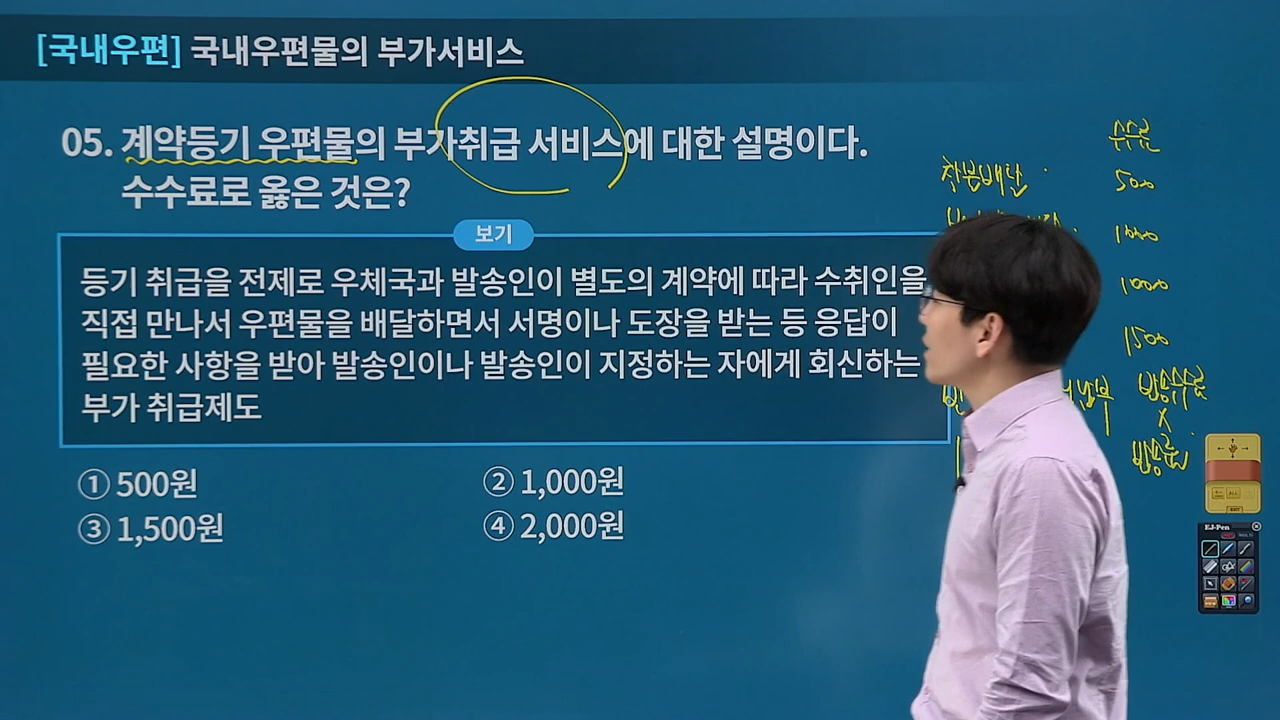 [국내우편] 국내우편물의 부가서비스
05. 계약등기 우편물의 부가취급 서비스에 대한 설명이다.
수수료로 옳은 것은?
보기
등기 취급을 전제로 우체국과 발송인이 별도의 계약에 따라 수취인을
직접 만나서 우편물을 배달하면서 서명이나 도장을 받는 등 응답이
필요한 사항을 받아 발송인이나 발송인이 지정하는 자에게 회신하는
부가 취급제도
① 500원
② 1,000원
③ 1,500원
④ 2,000원
수수료
착불배달
500
1000
1000
1500
EJ-Pen